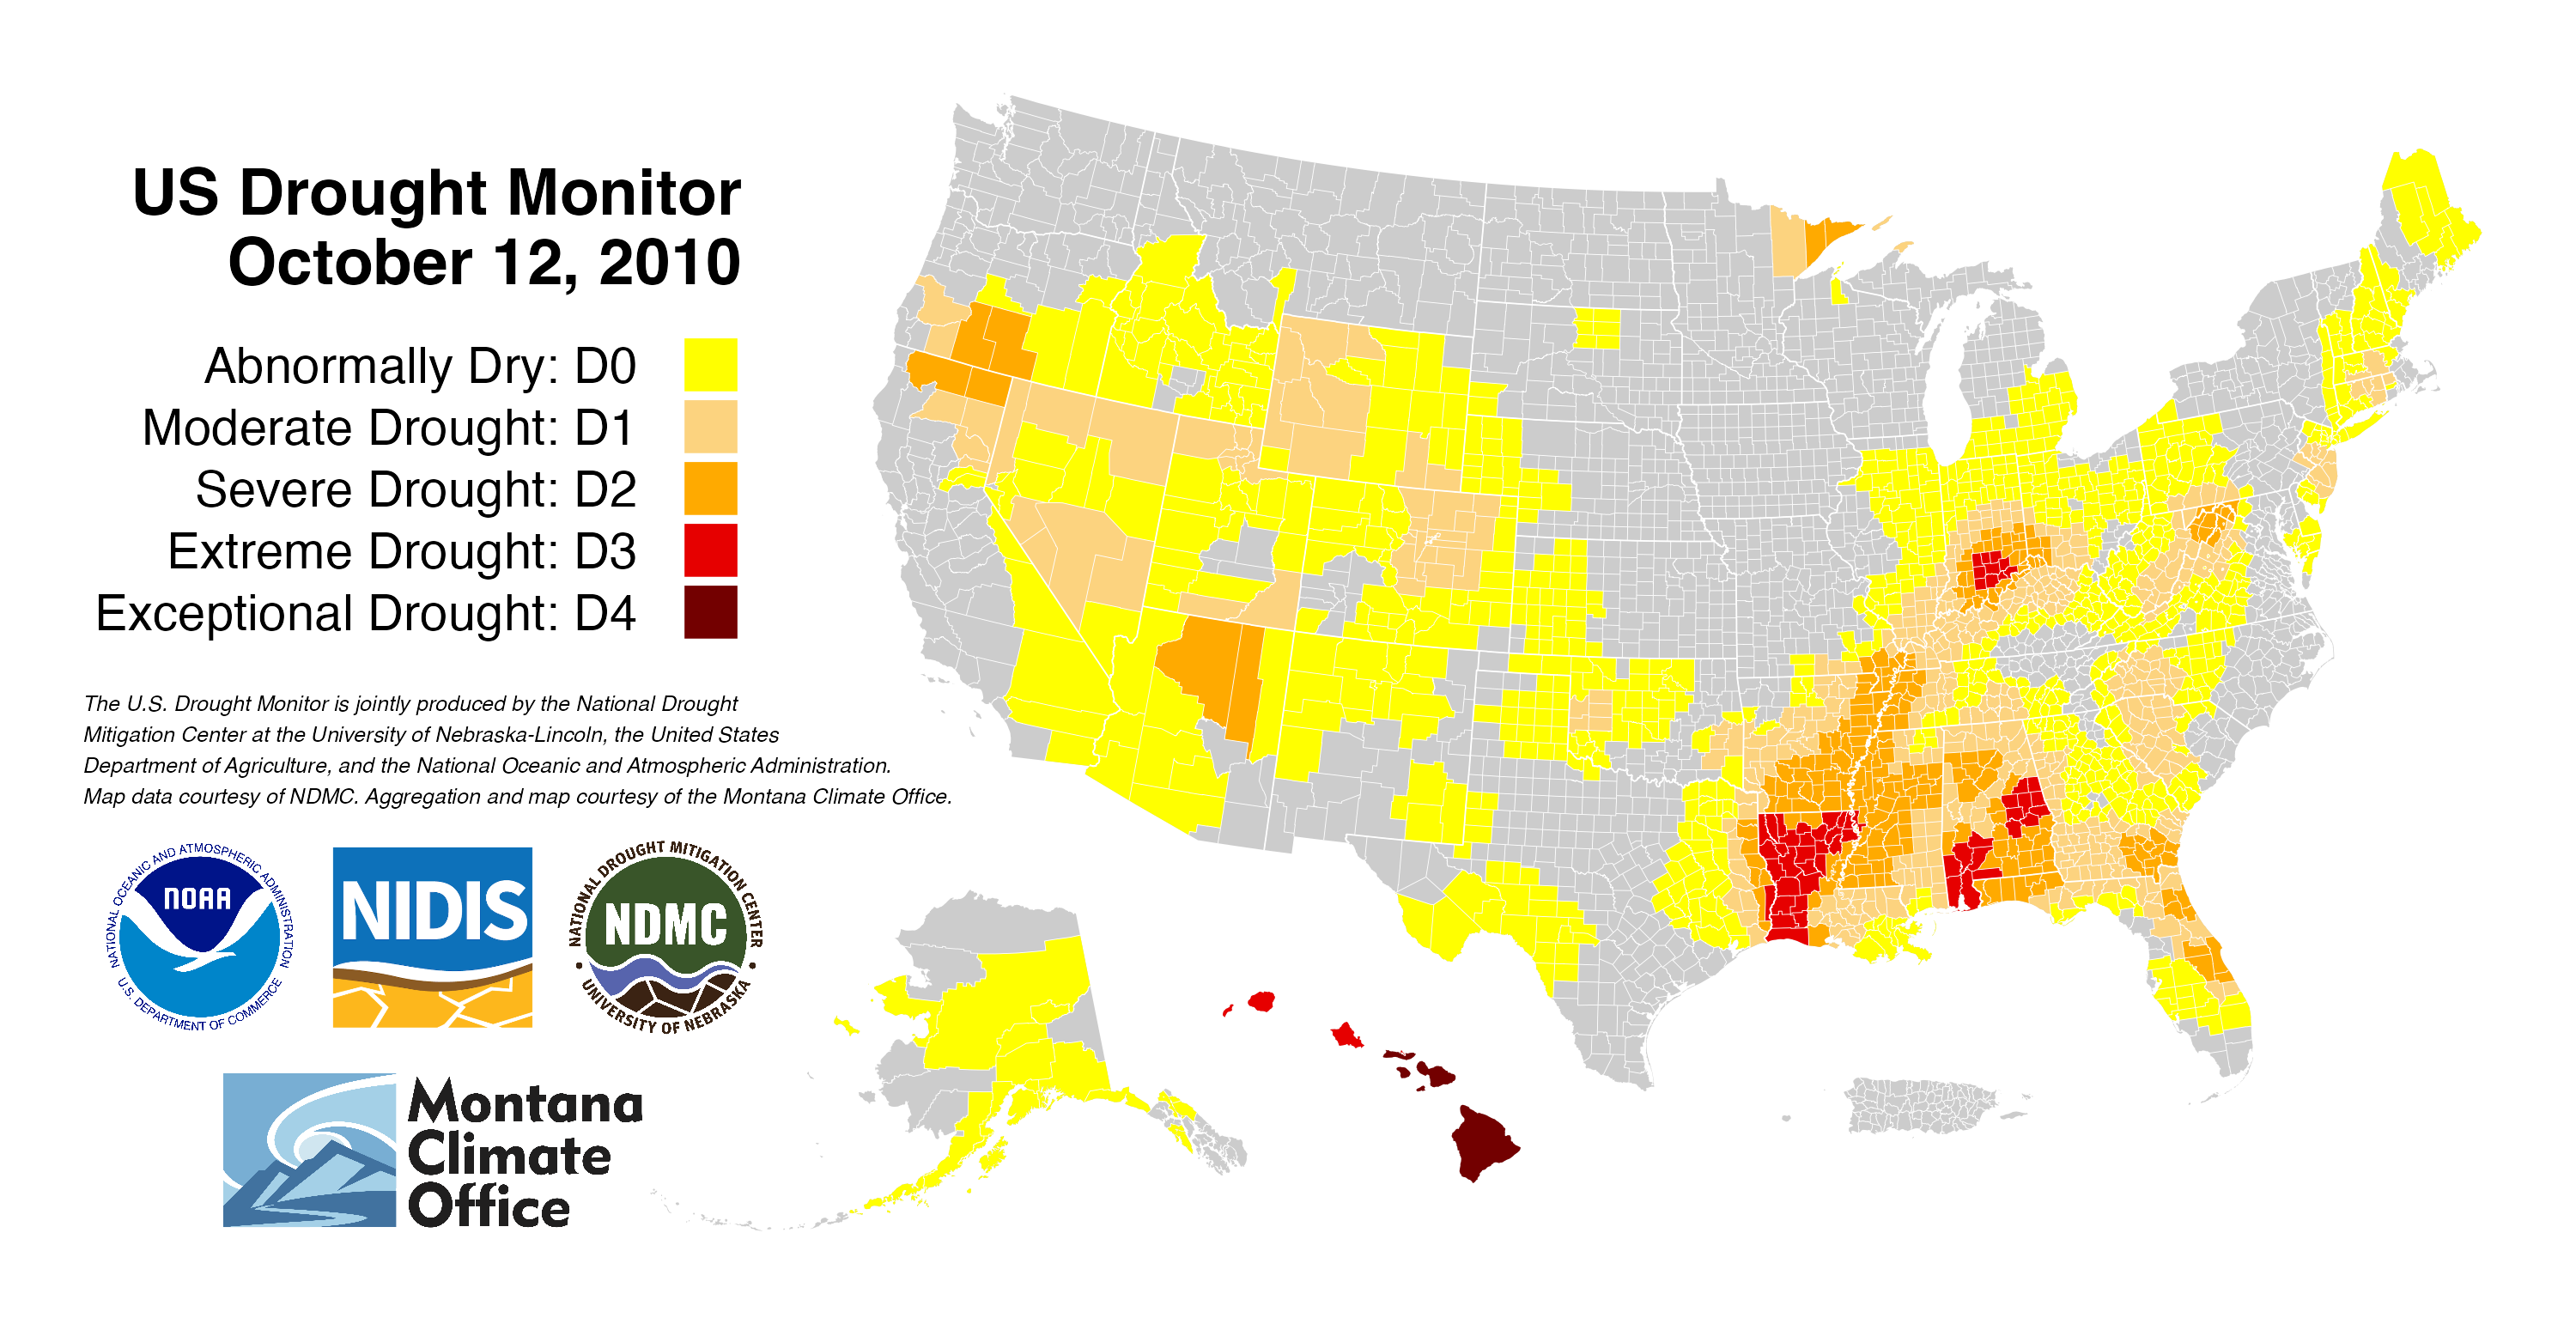 US Drought Monitor
October 12, 2010
Abnormally Dry: D0
Moderate Drought: D1
Severe Drought: D2
Extreme Drought: D3
Exceptional Drought: D4
The U.S. Drought Monitor is jointly produced by the National Drought
Mitigation Center at the University of Nebraska-Lincoln, the United States
Department of Agriculture, and the National Oceanic and Atmospheric Administration.
Map data courtesy of NDMC. Aggregation and map courtesy of the Montana Climate Office.
NATIONAL OCEANIC AND ATMOSPHERIC ADMINISTRATION
NOAA
U.S. DEPARTMENT OF COMMERCE
NIDIS
NATIONAL DROUGHT MITIGATION CENTER
NDMC
UNIVERSITY OF NEBRASKA
Montana
Climate
Office